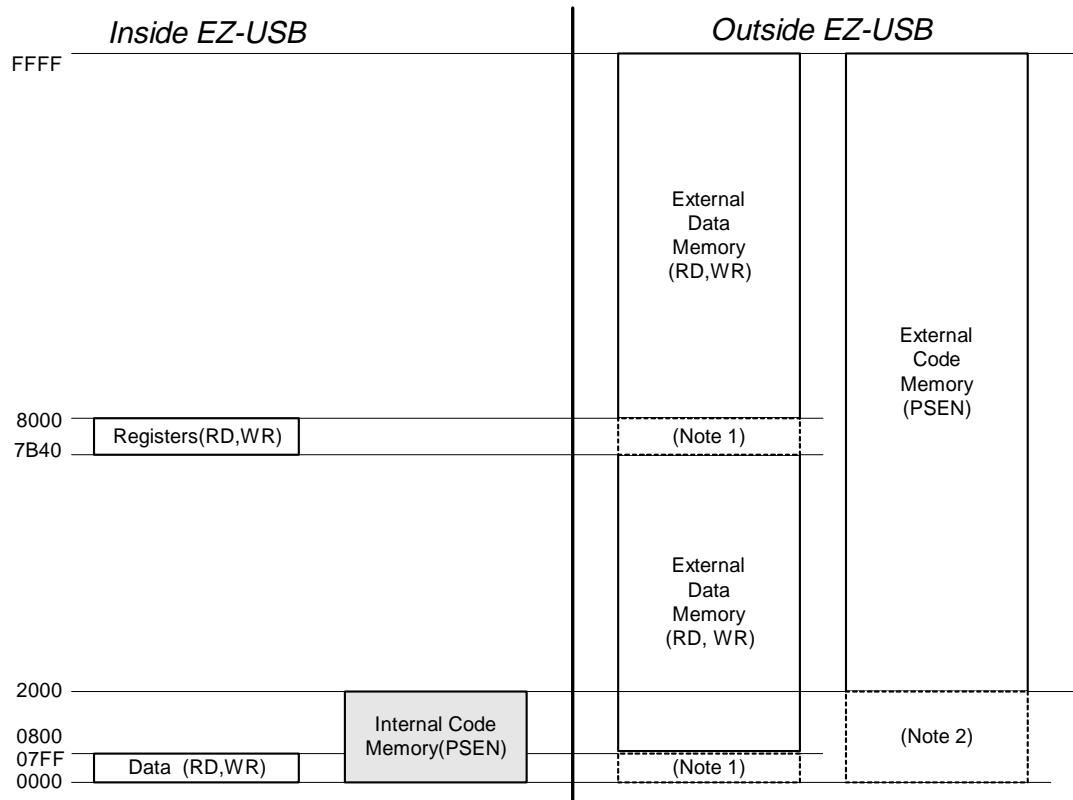 Inside EZ-USB
Outside EZ-USB
FFFF
External
Data
Memory
(RD,WR)
External
Code
Memory
(PSEN)
8000
Registers(RD,WR)
(Note 1)
7B40
External
Data
Memory
(RD, WR)
2000
Internal Code
Memory(PSEN)
(Note 2)
0800
07FF
Data (RD,WR)
(Note 1)
0000